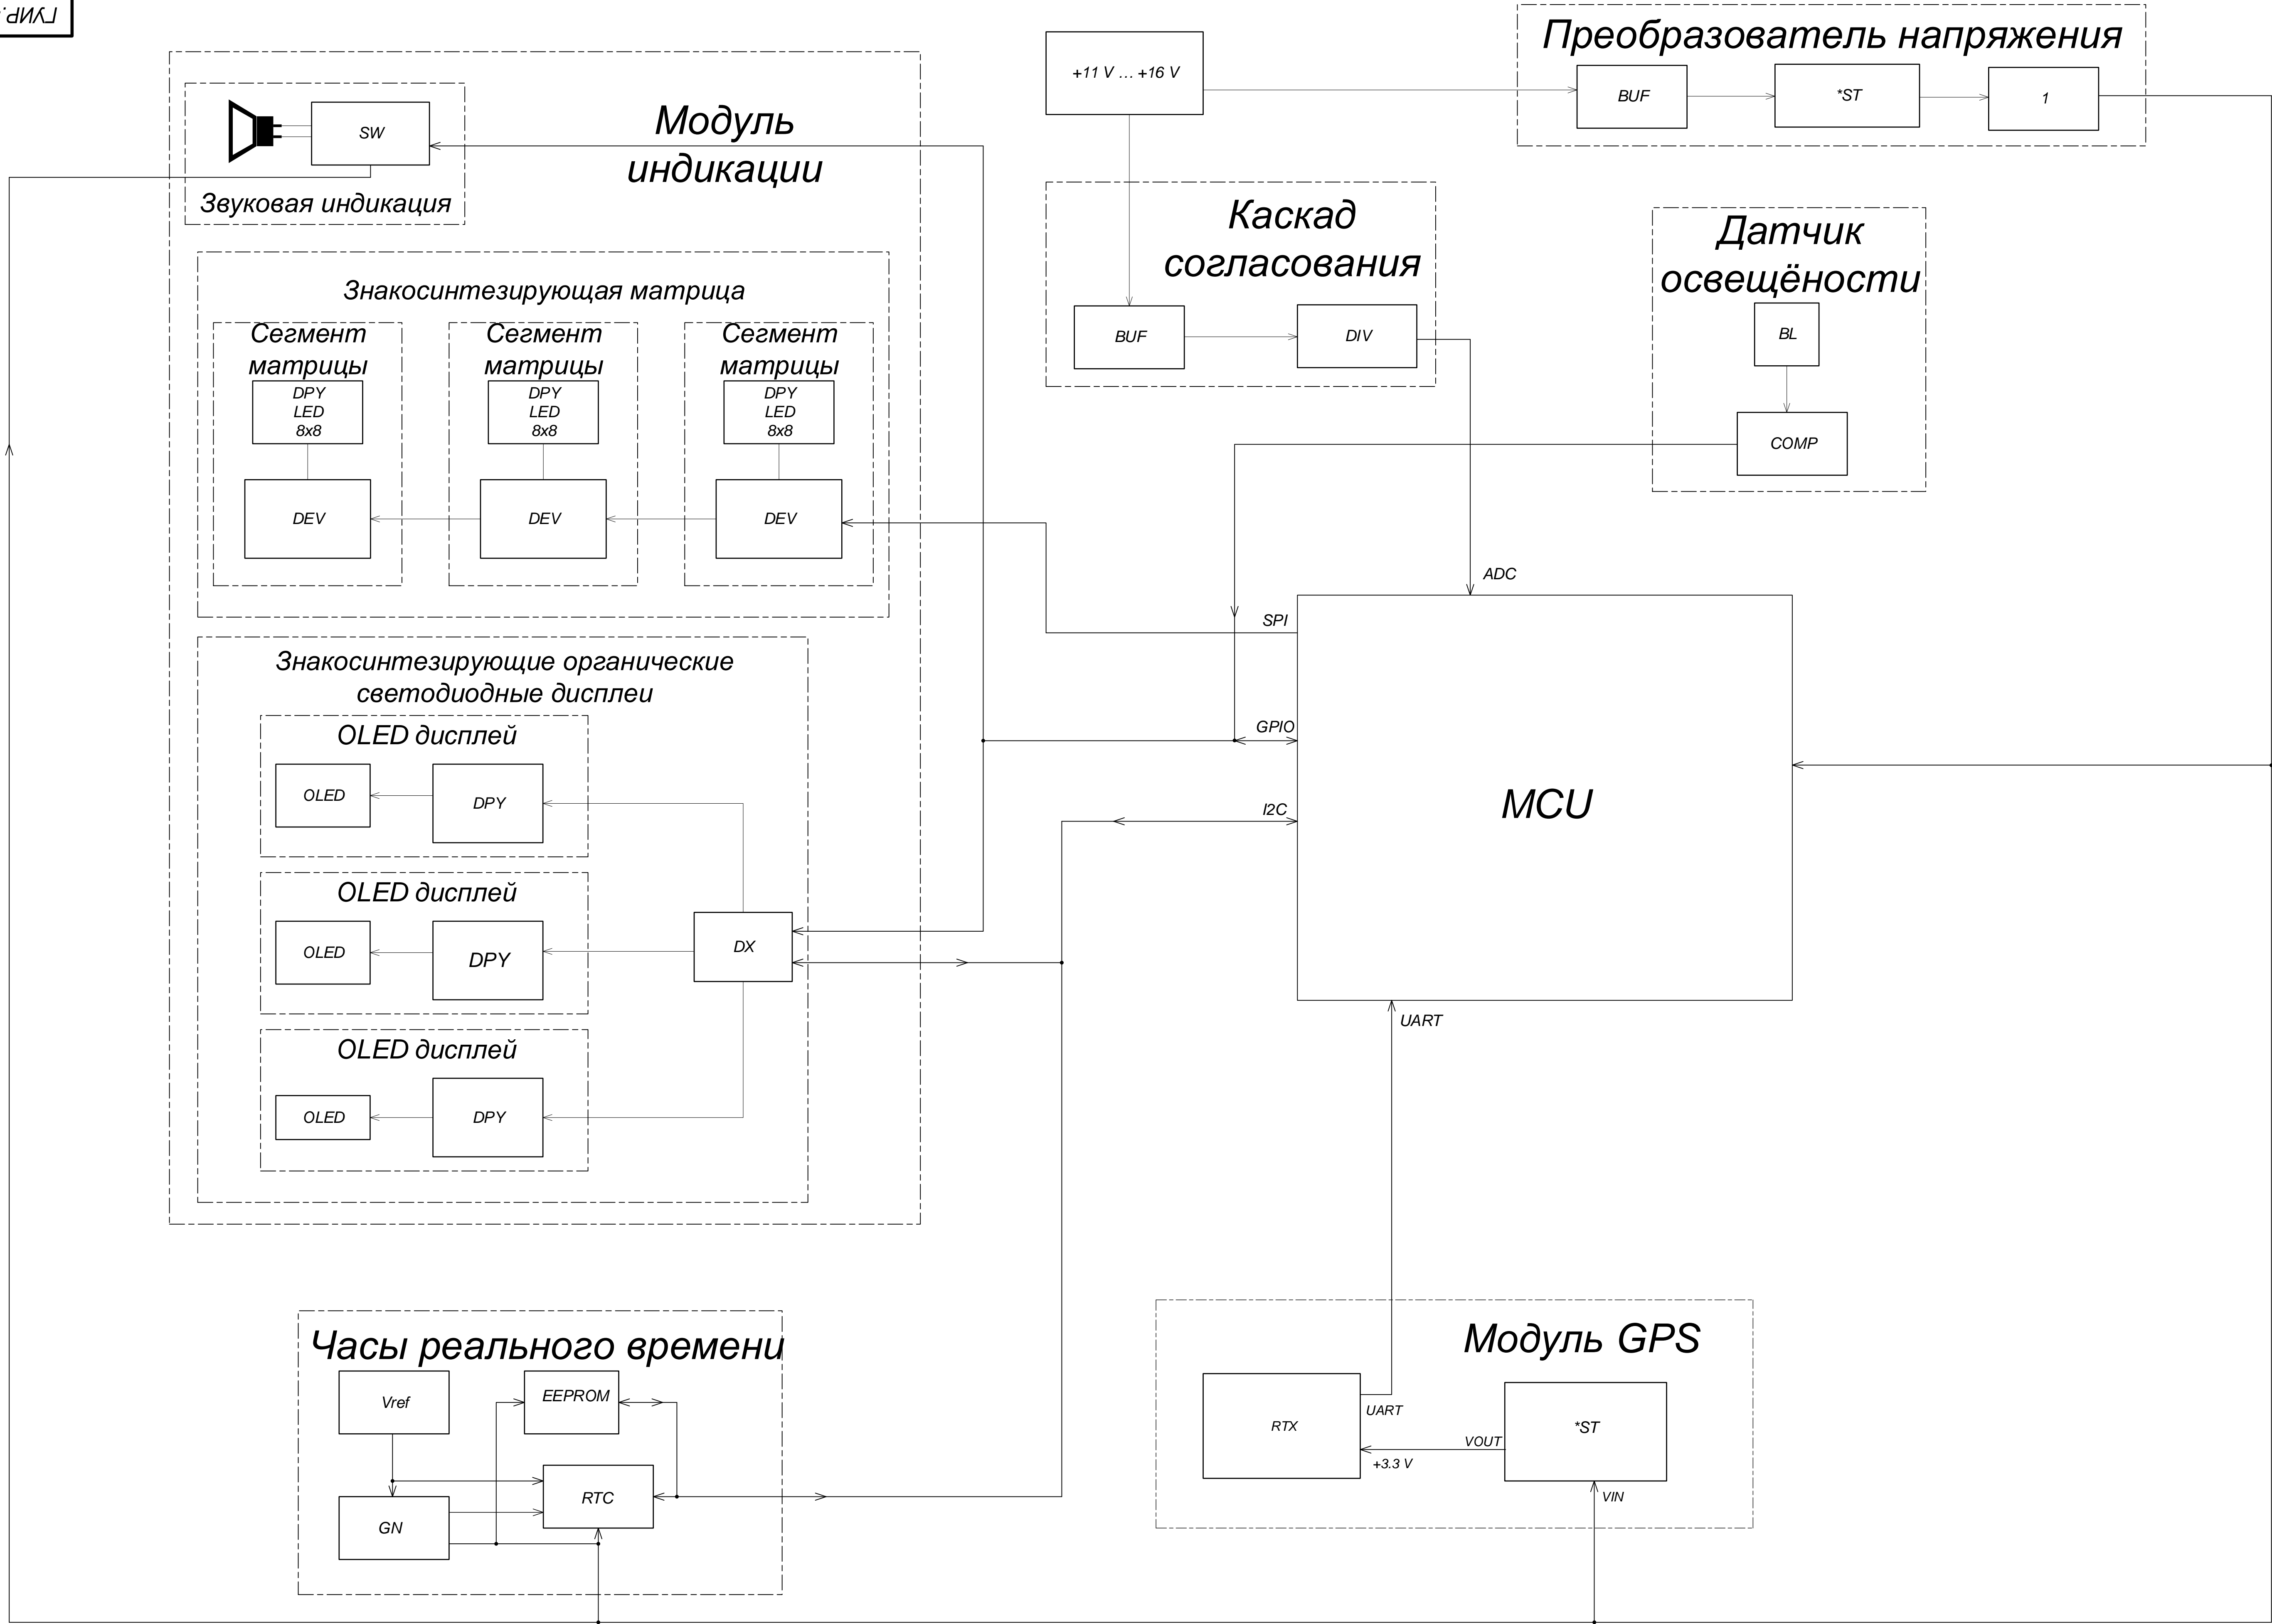 ГУИР.
Преобразователь напряжения
+11 V ... +16 V
BUF
*ST
1
SW
Модуль
индикации
Звуковая индикация
Каскад
согласования
Датчик
освещёности
BUF
DIV
BL
COMP
Знакосинтезирующая матрица
Сегмент
матрицы
DPY
LED
8x8
DEV
Сегмент
матрицы
DPY
LED
8x8
DEV
Сегмент
матрицы
DPY
LED
8x8
DEV
ADC
SPI
GPIO
I2C
MCU
UART
Знакосинтезирующие органические
светодиодные дисплеи
OLED дисплей
OLED
DPY
OLED дисплей
OLED
DPY
DX
OLED дисплей
OLED
DPY
Часы реального времени
Vref
EEPROM
RTC
GN
Модуль GPS
RTX
UART
VOUT
+3.3 V
*ST
VIN